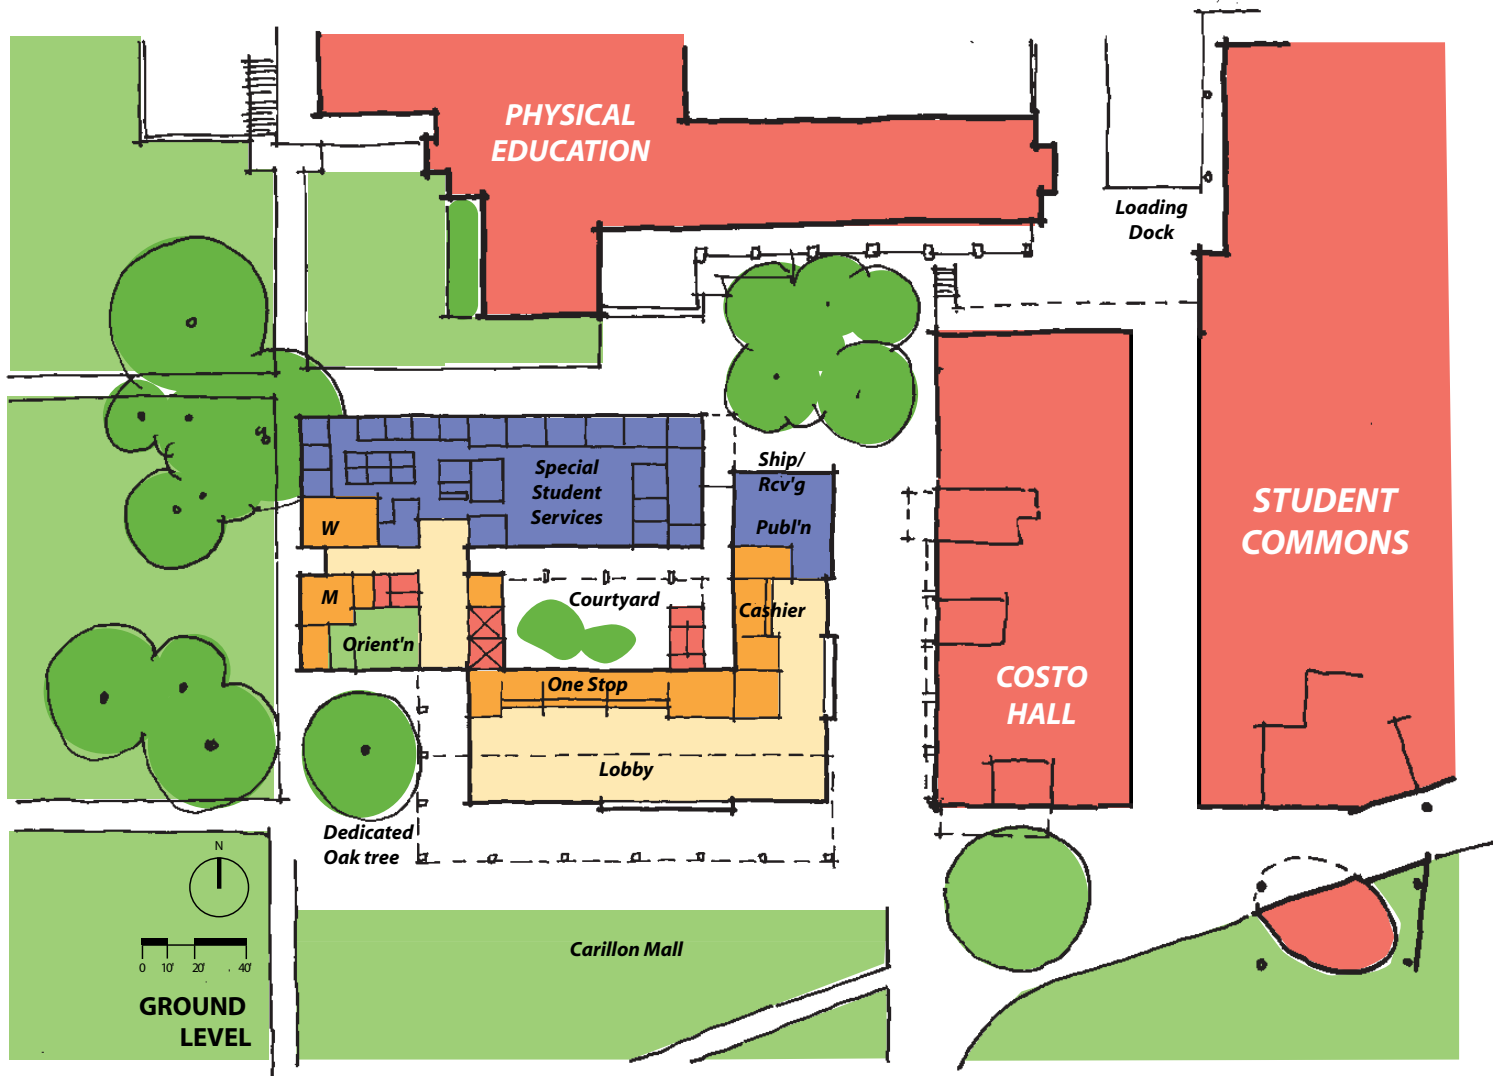 PHYSICAL
EDUCATION
Loading
Dock
Special
Student
Services
Ship/
Rcv'g
Publ'n
STUDENT
COMMONS
W
M
Courtyard
Cashier
Orient'n
One Stop
COSTO
HALL
Lobby
Dedicated
Oak tree
N
0 10' 20' 40'
Carillon Mall
GROUND
LEVEL